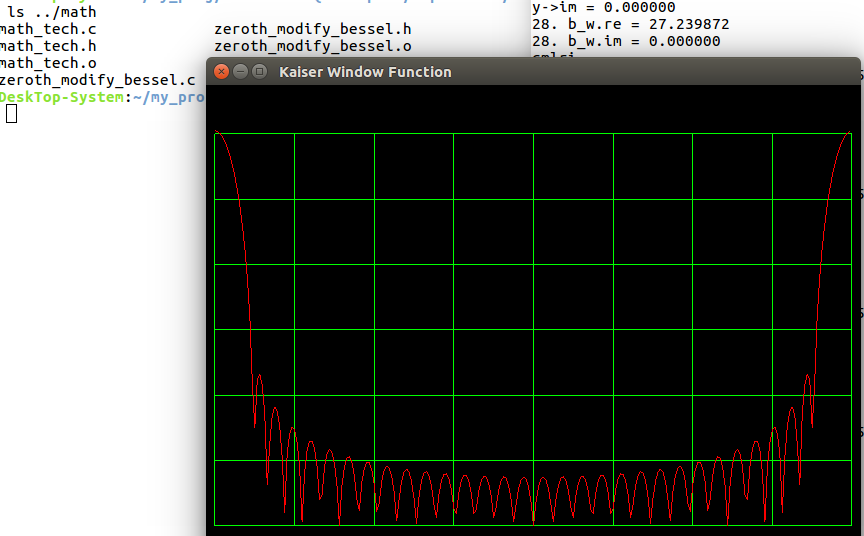 ls ../math
math_tech.c zeroth_modify_bessel.h
math_tech.h zeroth_modify_bessel.o
math_tech.o
zeroth_modify_bessel.c
DeskTop-System:~/my_pro
y->im = 0.000000
28. b_w.re = 27.239872
28. b_w.im = 0.000000
Kaiser Window Function